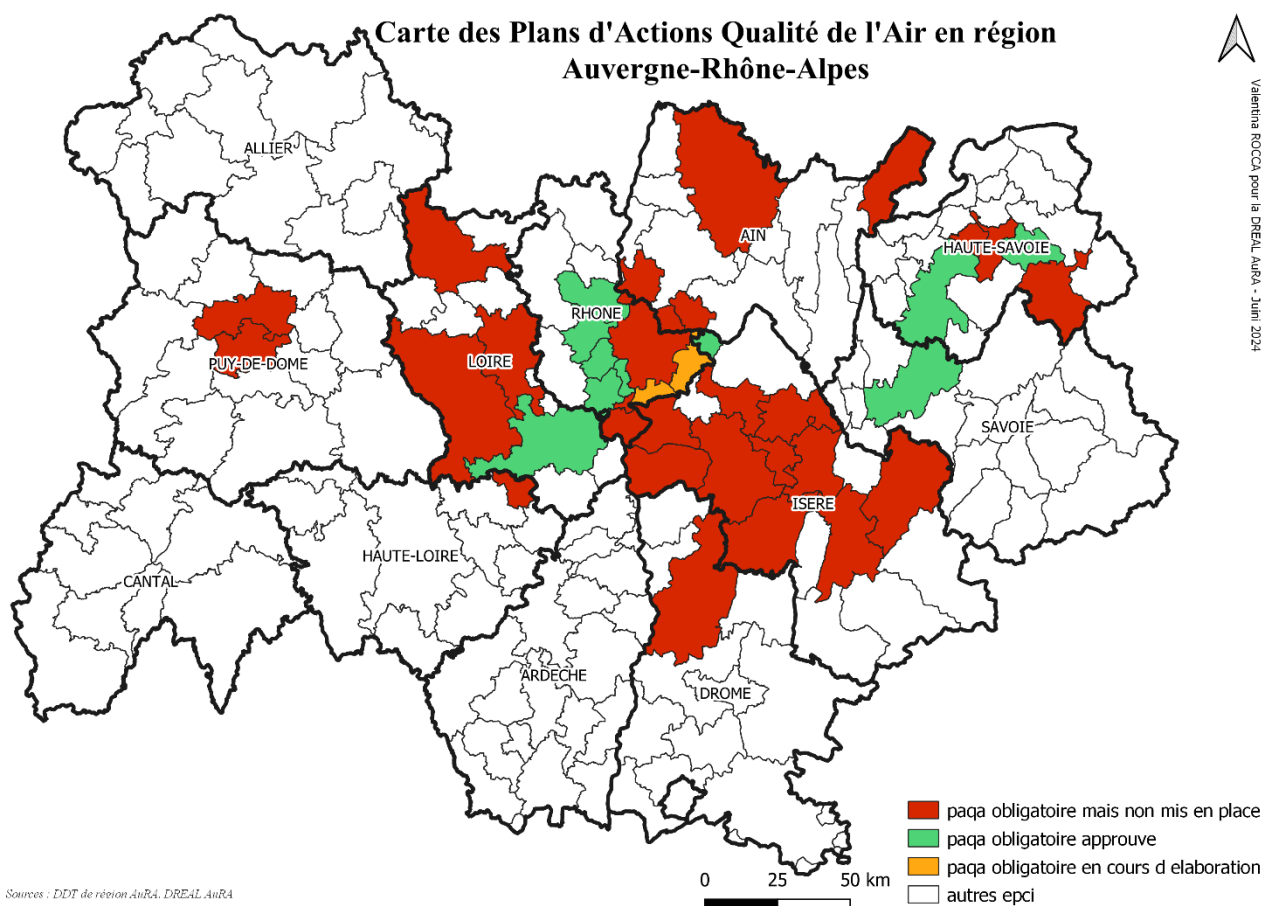 Carte des Plans d'Actions Qualité de l'Air en région
Auvergne-Rhône-Alpes
Valentina ROCCA pour la DREAL AuRA - Juini 2024
ALLIER
AIN
HAUTE-SAVOIE
RHONE
PUY-DE-DOME
LOIRE
SAVOIE
ISERE
HAUTE-LOIRE
CANTAL
ARDECHE
DROME
paqa obligatoire mais non mis en place
paqa obligatoire approuve
paqa obligatoire en cours d elaboration
autres epci
0 25 50 km
Sources : DDT de région AuRA, DREAL AuRA